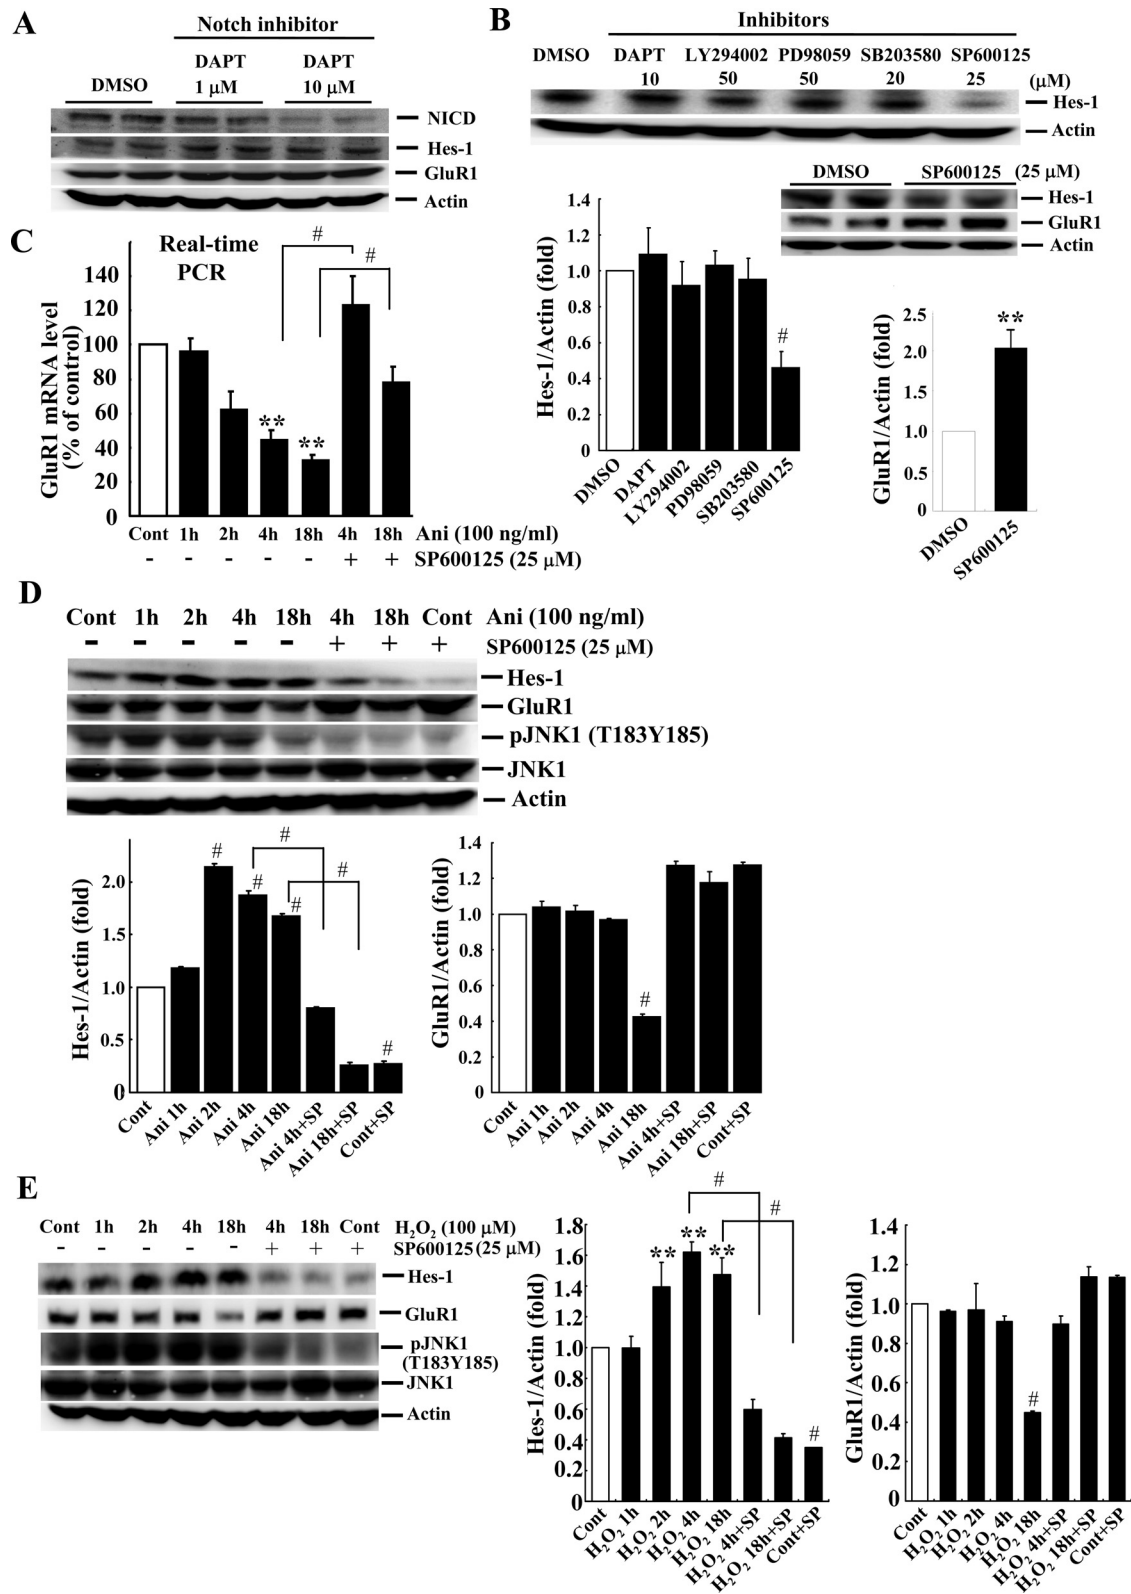 A
Notch inhibitor
DMSO
DAPT
1 μM
DAPT
10 μM
NICD
Hes-1
GluR1
Actin
B
Inhibitors
DMSO DAPT LY294002 PD98059 SB203580 SP600125
10 50 50 20 25 (μM)
Hes-1
Actin
DMSO SP600125 (25 μM)
Hes-1
GluR1
Actin
Hes-1/Actin (fold)
1.4
1.2
1.0
0.8
0.6
0.4
0.2
0
#
DMSO
DAPT
LY294002
PD98059
SB203580
SP600125
GluR1/Actin (fold)
2.5
2.0
1.5
1.0
0.5
0
**
DMSO
SP600125
C
Real-time
PCR
GluR1 mRNA level
(% of control)
140
120
100
80
60
40
20
0
** ** # #
Cont 1h 2h 4h 18h 4h 18h Ani (100 ng/ml)
- - - - - + + SP600125 (25 μM)
D
Cont 1h 2h 4h 18h 4h 18h Cont Ani (100 ng/ml)
- - - - - + + + SP600125 (25 μM)
Hes-1
GluR1
pJNK1 (T183Y185)
JNK1
Actin
Hes-1/Actin (fold)
2.0
1.5
1.0
0.5
0
# # # # # #
Cont
Ani 1h
Ani 2h
Ani 4h
Ani 18h
Ani 4h+SP
Ani 18h+SP
Cont+SP
GluR1/Actin (fold)
1.4
1.2
1.0
0.8
0.6
0.4
0.2
0
#
Cont
Ani 1h
Ani 2h
Ani 4h
Ani 18h
Ani 4h+SP
Ani 18h+SP
Cont+SP
E
Cont 1h 2h 4h 18h 4h 18h Cont H₂O₂ (100 μM)
- - - - - + + + SP600125 (25 μM)
Hes-1
GluR1
pJNK1
(T183Y185)
JNK1
Actin
Hes-1/Actin (fold)
1.8
1.6
1.4
1.2
1.0
0.8
0.6
0.4
0.2
0
** ** ** # # #
Cont
H₂O₂ 1h
H₂O₂ 2h
H₂O₂ 4h
H₂O₂ 18h
H₂O₂ 4h+SP
H₂O₂ 18h+SP
Cont+SP
GluR1/Actin (fold)
1.4
1.2
1.0
0.8
0.6
0.4
0.2
0
#
Cont
H₂O₂ 1h
H₂O₂ 2h
H₂O₂ 4h
H₂O₂ 18h
H₂O₂ 4h+SP
H₂O₂ 18h+SP
Cont+SP